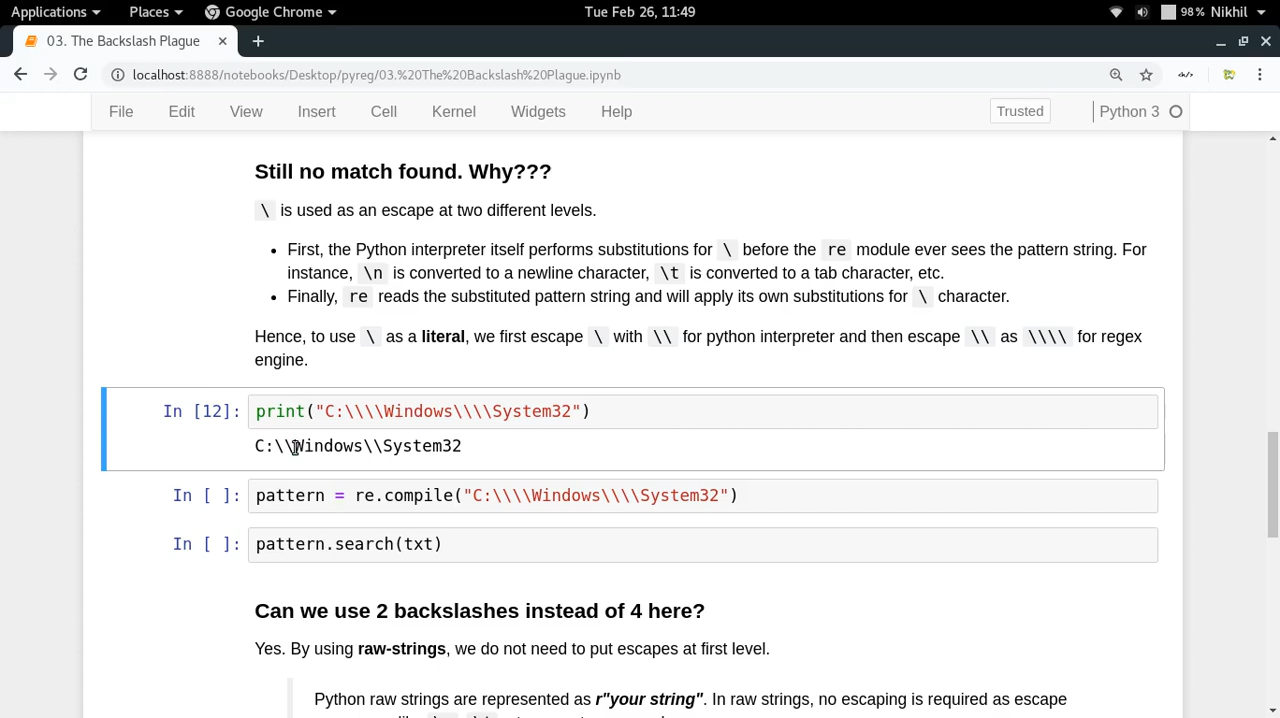 Applications Places Google Chrome Tue Feb 26, 11:49 98% Nikhil
03. The Backslash Plague
localhost:8888/notebooks/Desktop/pyreg/03.%20The%20Backslash%20Plague.ipynb
File Edit View Insert Cell Kernel Widgets Help Trusted Python 3
Still no match found. Why???
\ is used as an escape at two different levels.
• First, the Python interpreter itself performs substitutions for \ before the re module ever sees the pattern string. For
instance, \n is converted to a newline character, \t is converted to a tab character, etc.
• Finally, re reads the substituted pattern string and will apply its own substitutions for \ character.
Hence, to use \ as a literal, we first escape \ with \\ for python interpreter and then escape \\ as \\\\ for regex
engine.
In [12]: print("C:\\\\Windows\\\\System32")
C:\\Windows\\System32
In [ ]: pattern = re.compile("C:\\\\Windows\\\\System32")
In [ ]: pattern.search(txt)
Can we use 2 backslashes instead of 4 here?
Yes. By using raw-strings, we do not need to put escapes at first level.
Python raw strings are represented as r"your string". In raw strings, no escaping is required as escape